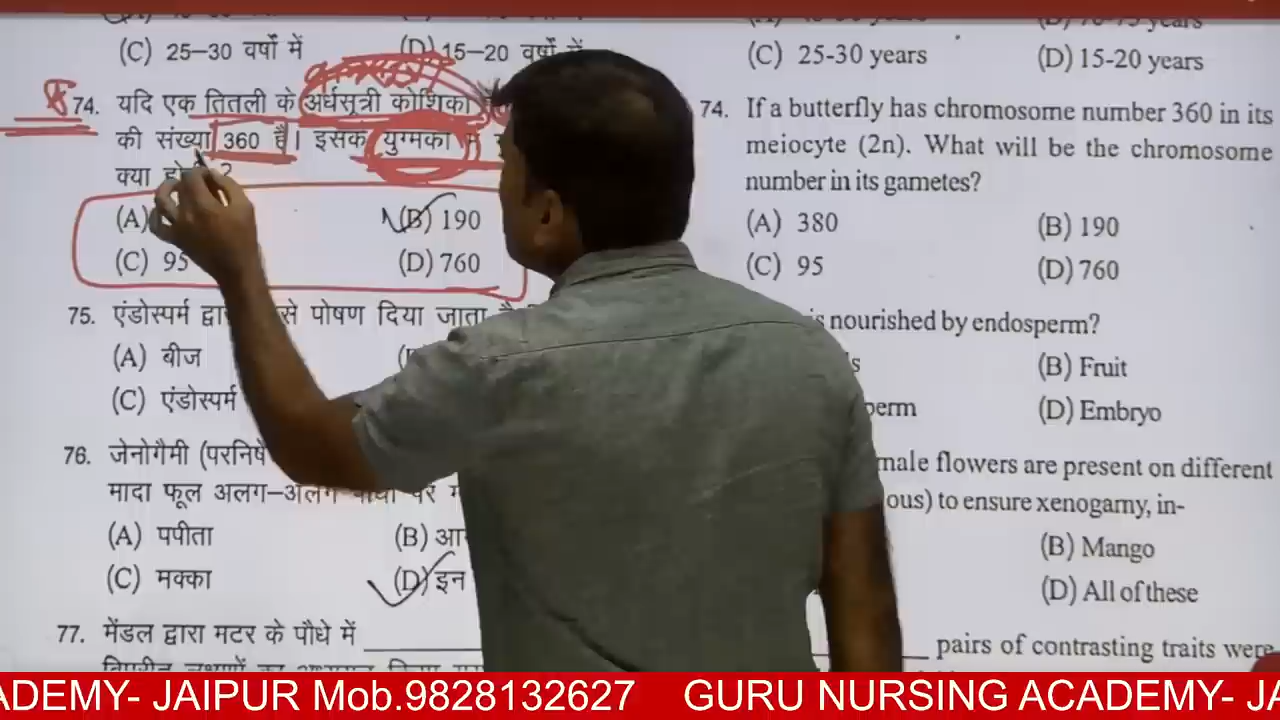 (C) 25–30 वर्षों में
(D) 15–20 वर्षों में
74. यदि एक तितली के अर्धसूत्री कोशिका
की संख्या 360 है। इसके युग्मकों में
क्या
(A)
(B) 190
(C) 95
(D) 760
75. एंडोस्पर्म से पोषण दिया जाता
(A) बीज
(C) एंडोस्पर्म
76. जेनोगैमी
मादा फूल अलग–अलग
(A) पपीता
(B)
(C) मक्का
(D) इन
77. मेंडल द्वारा मटर के पौधे में
(C) 25-30 years
(D) 15-20 years
74. If a butterfly has chromosome number 360 in its
meiocyte (2n). What will be the chromosome
number in its gametes?
(A) 380
(B) 190
(C) 95
(D) 760
is nourished by endosperm?
(B) Fruit
(D) Embryo
male flowers are present on different
to ensure xenogamy, in-
(B) Mango
(D) All of these
pairs of contrasting traits were
ADEMY- JAIPUR Mob.9828132627 GURU NURSING ACADEMY- JA